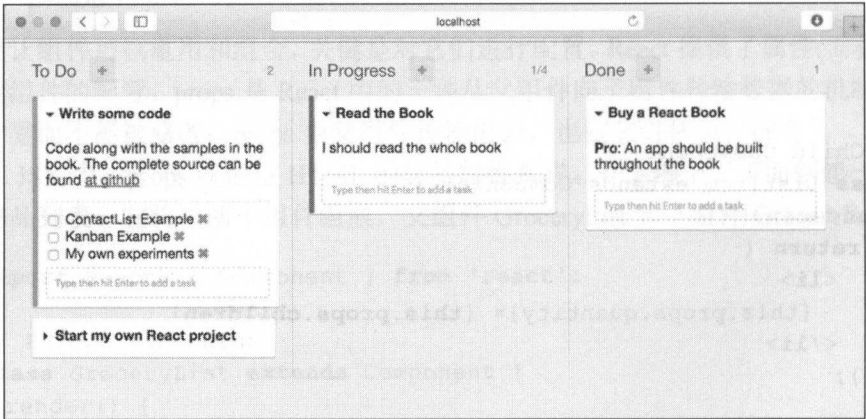 localhost
To Do + 2
Write some code
Code along with the samples in the
book. The complete source can be
found at github
ContactList Example ⌘
Kanban Example ⌘
My own experiments ⌘
Type then hit Enter to add a task
Start my own React project
In Progress + 1/4
Read the Book
I should read the whole book
Type then hit Enter to add a task
Done + 1
Buy a React Book
Pro: An app should be built
throughout the book
Type then hit Enter to add a task